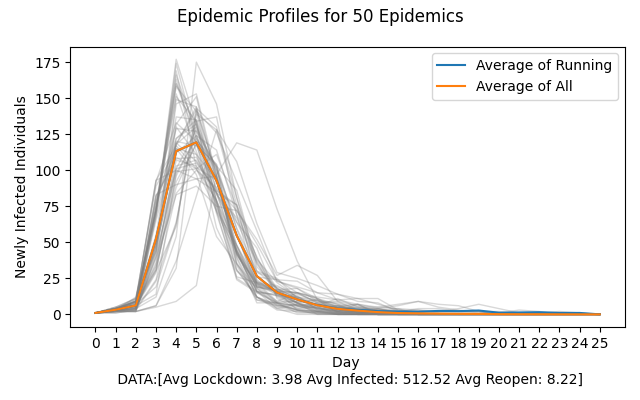 Epidemic Profiles for 50 Epidemics
Newly Infected Individuals
175
150
125
100
75
50
25
0
Average of Running
Average of All
0 1 2 3 4 5 6 7 8 9 10 11 12 13 14 15 16 17 18 19 20 21 22 23 24 25
Day
DATA:[Avg Lockdown: 3.98 Avg Infected: 512.52 Avg Reopen: 8.22]